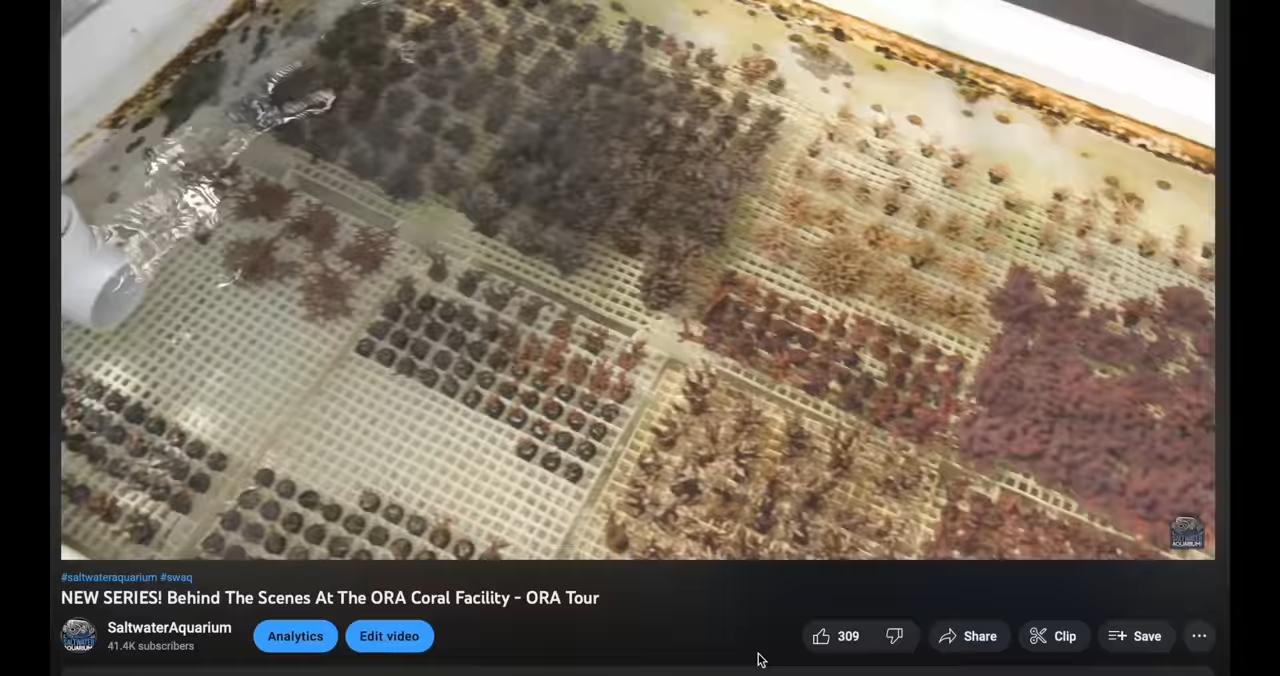 #saltwateraquarium #swaq
NEW SERIES! Behind The Scenes At The ORA Coral Facility - ORA Tour
SaltwaterAquarium
41.4K subscribers
Analytics
Edit video
309
Share
Clip
Save